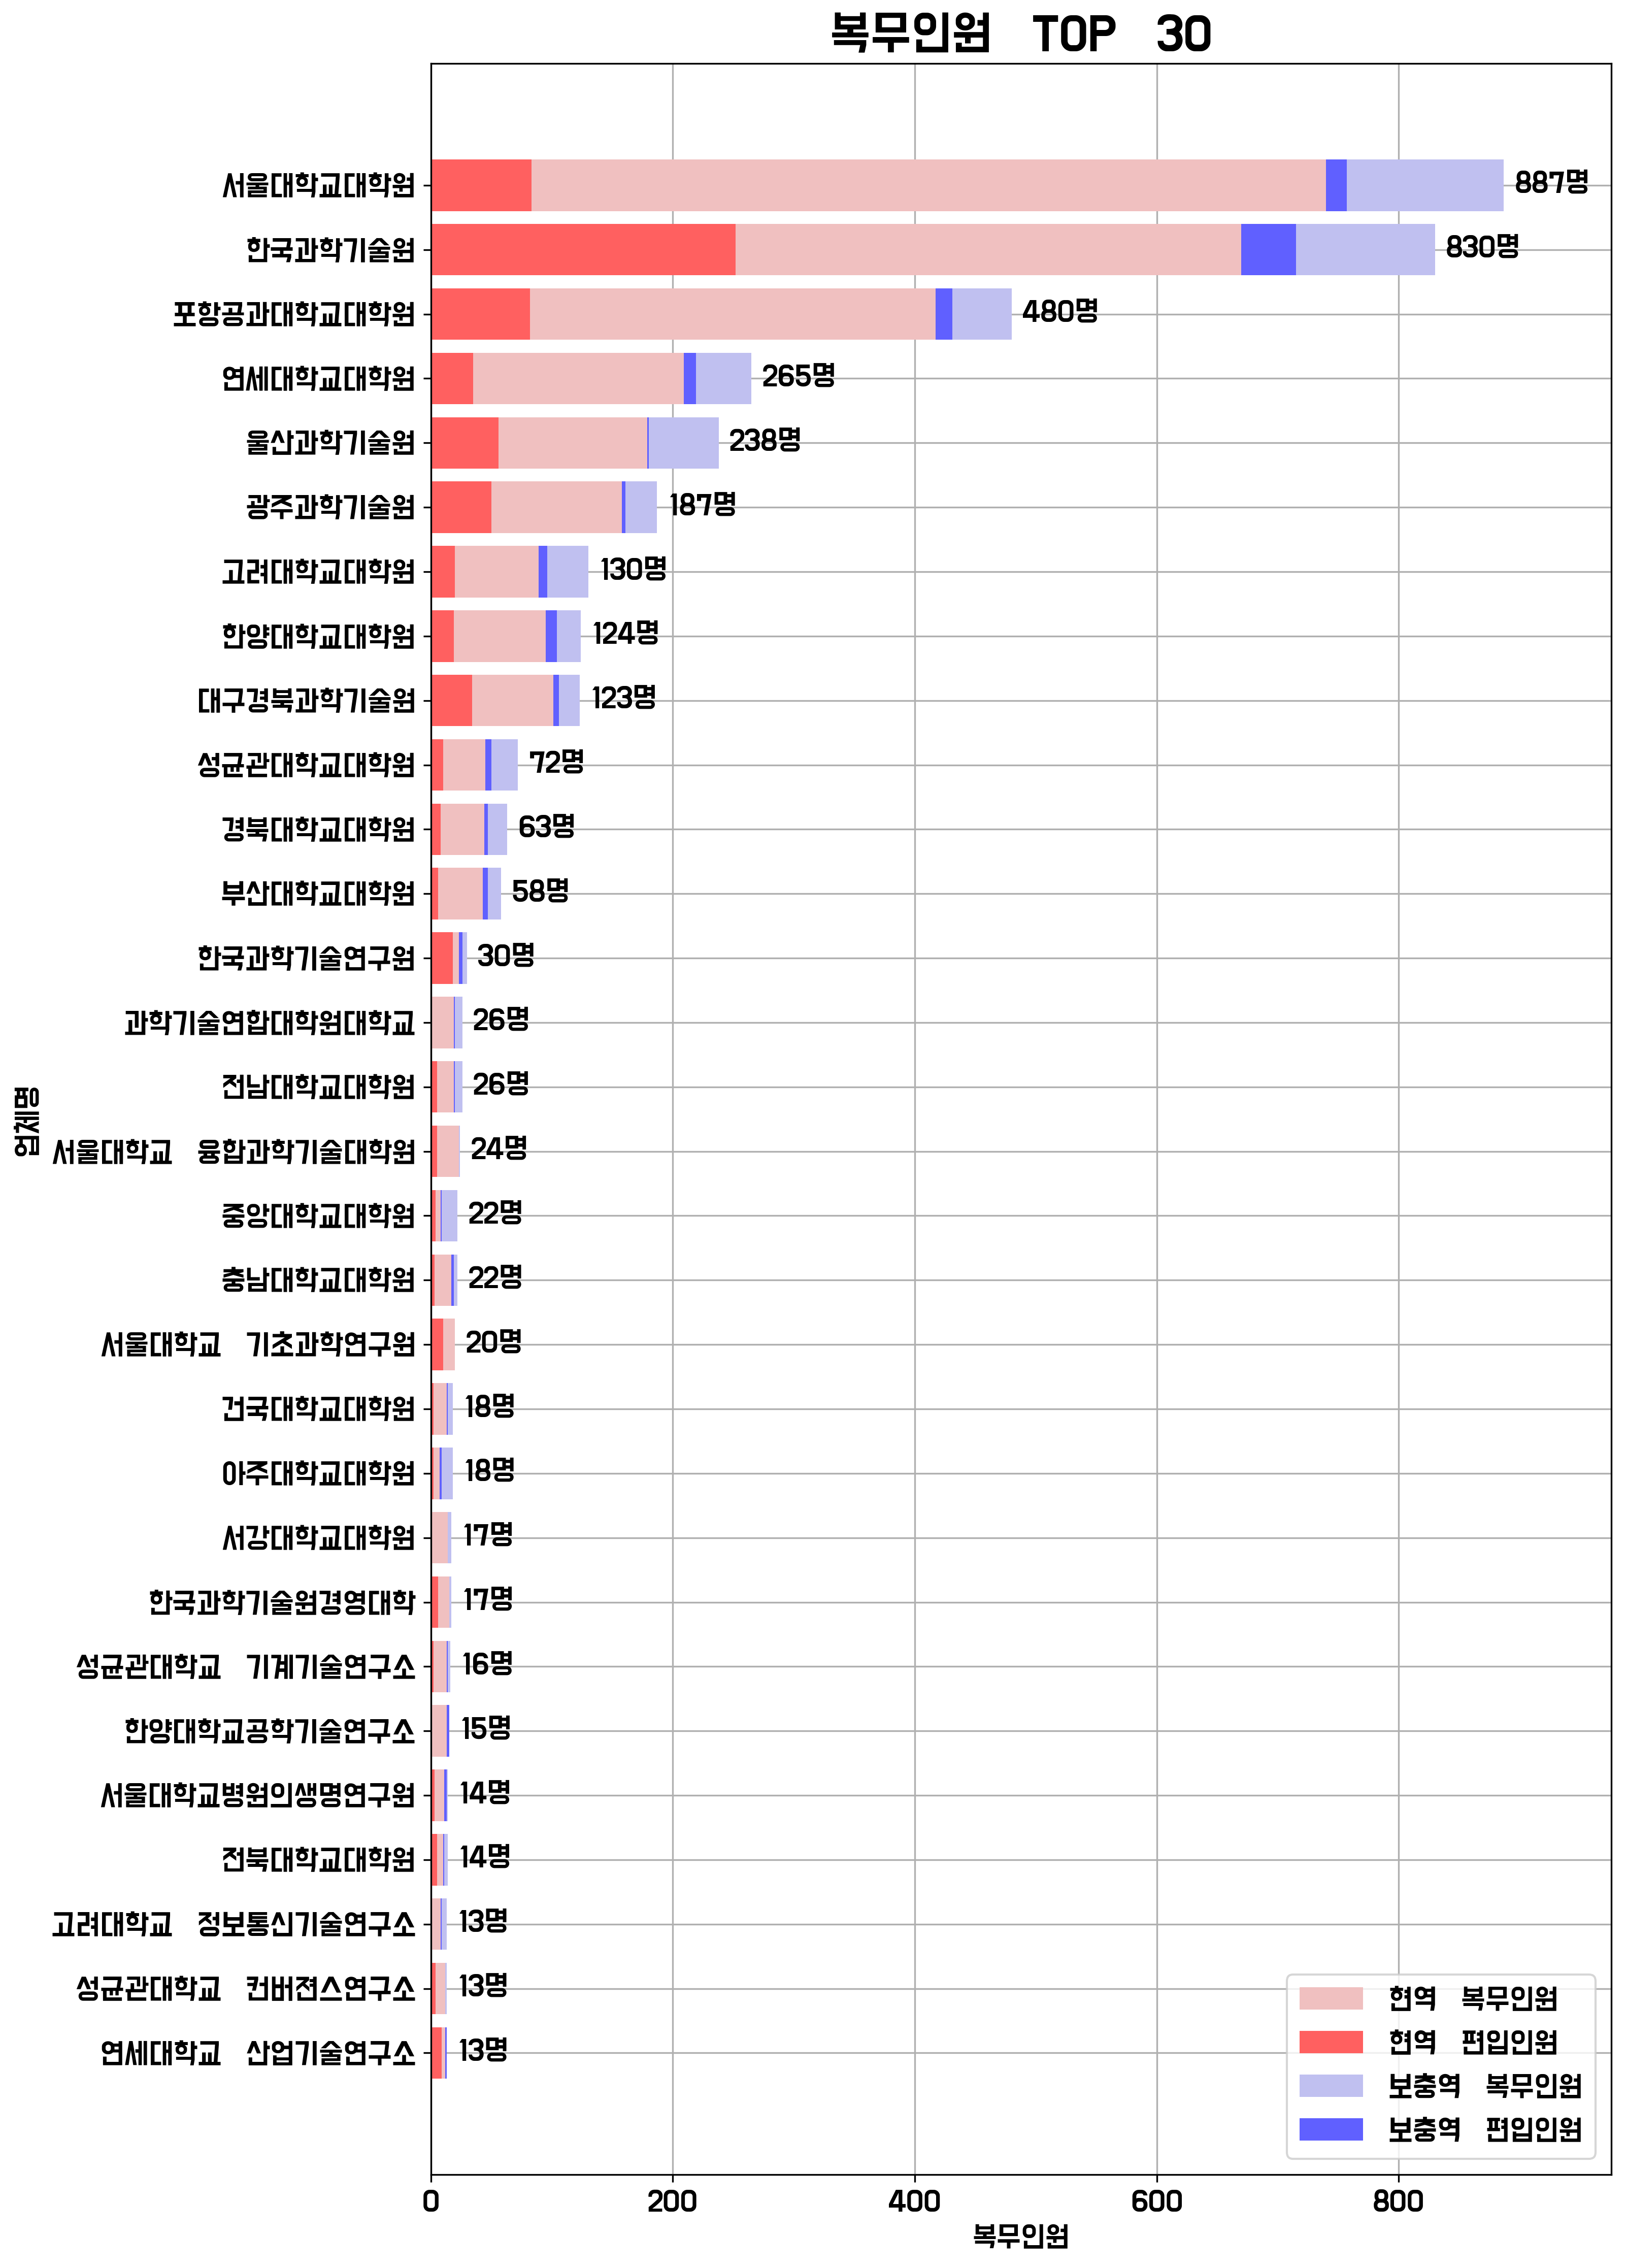 복무인원 TOP 30
서울대학교대학원 887명
한국과학기술원 830명
포항공과대학교대학원 480명
연세대학교대학원 265명
울산과학기술원 238명
광주과학기술원 187명
고려대학교대학원 130명
한양대학교대학원 124명
대구경북과학기술원 123명
성균관대학교대학원 72명
경북대학교대학원 63명
부산대학교대학원 58명
한국과학기술연구원 30명
과학기술연합대학원대학교 26명
전남대학교대학원 26명
업체명
서울대학교 융합과학기술대학원 24명
중앙대학교대학원 22명
충남대학교대학원 22명
서울대학교 기초과학연구원 20명
건국대학교대학원 18명
아주대학교대학원 18명
서강대학교대학원 17명
한국과학기술원경영대학 17명
성균관대학교 기계기술연구소 16명
한양대학교공학기술연구소 15명
서울대학교병원의생명연구원 14명
전북대학교대학원 14명
고려대학교 정보통신기술연구소 13명
성균관대학교 컨버젼스연구소 13명
연세대학교 산업기술연구소 13명
현역 복무인원
현역 편입인원
보충역 복무인원
보충역 편입인원
0 200 400 600 800
복무인원